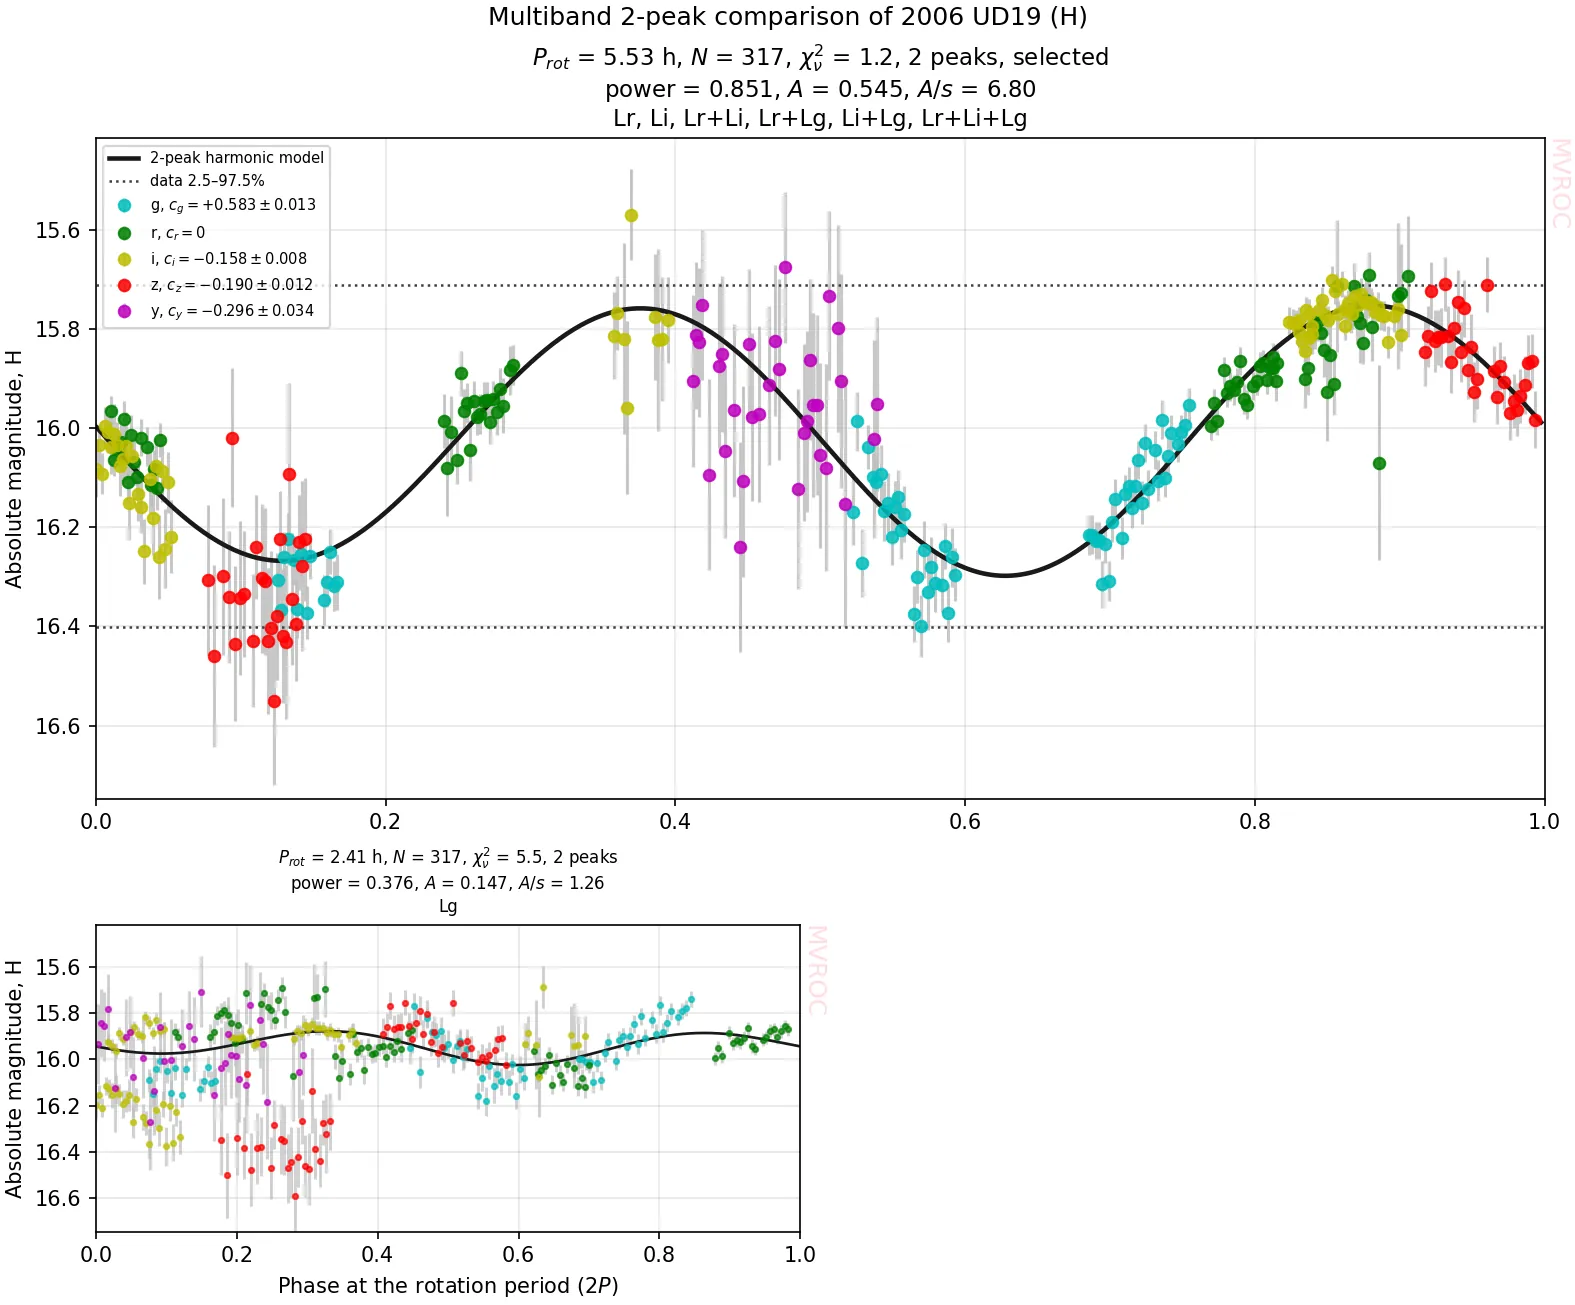 Multiband 2-peak comparison of 2006 UD19 (H)
P_rot = 5.53 h, N = 317, χ²_ν = 1.2, 2 peaks, selected
power = 0.851, A = 0.545, A/s = 6.80
Lr, Li, Lr+Li, Lr+Lg, Li+Lg, Lr+Li+Lg
2-peak harmonic model
data 2.5–97.5%
g, c_g = +0.583 ± 0.013
r, c_r = 0
i, c_i = −0.158 ± 0.008
z, c_z = −0.190 ± 0.012
y, c_y = −0.296 ± 0.034
MVROC
Absolute magnitude, H
15.6
15.8
16.0
16.2
16.4
16.6
0.0 0.2 0.4 0.6 0.8 1.0
P_rot = 2.41 h, N = 317, χ²_ν = 5.5, 2 peaks
power = 0.376, A = 0.147, A/s = 1.26
Lg
MVROC
Absolute magnitude, H
15.6
15.8
16.0
16.2
16.4
16.6
0.0 0.2 0.4 0.6 0.8 1.0
Phase at the rotation period (2P)